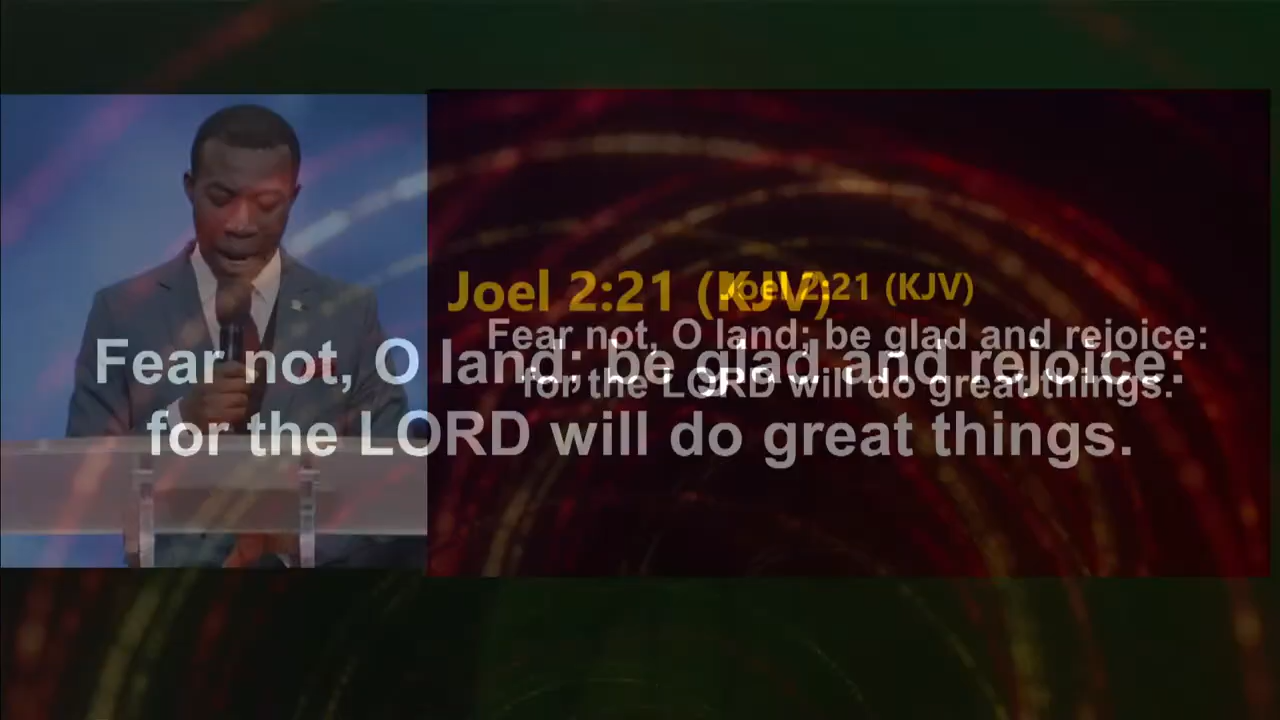 Joel 2:21 (KJV)
Fear not, O land; be glad and rejoice:
for the LORD will do great things.
Joel 2:21 (KJV)
Fear not, O land; be glad and rejoice:
for the LORD will do great things.